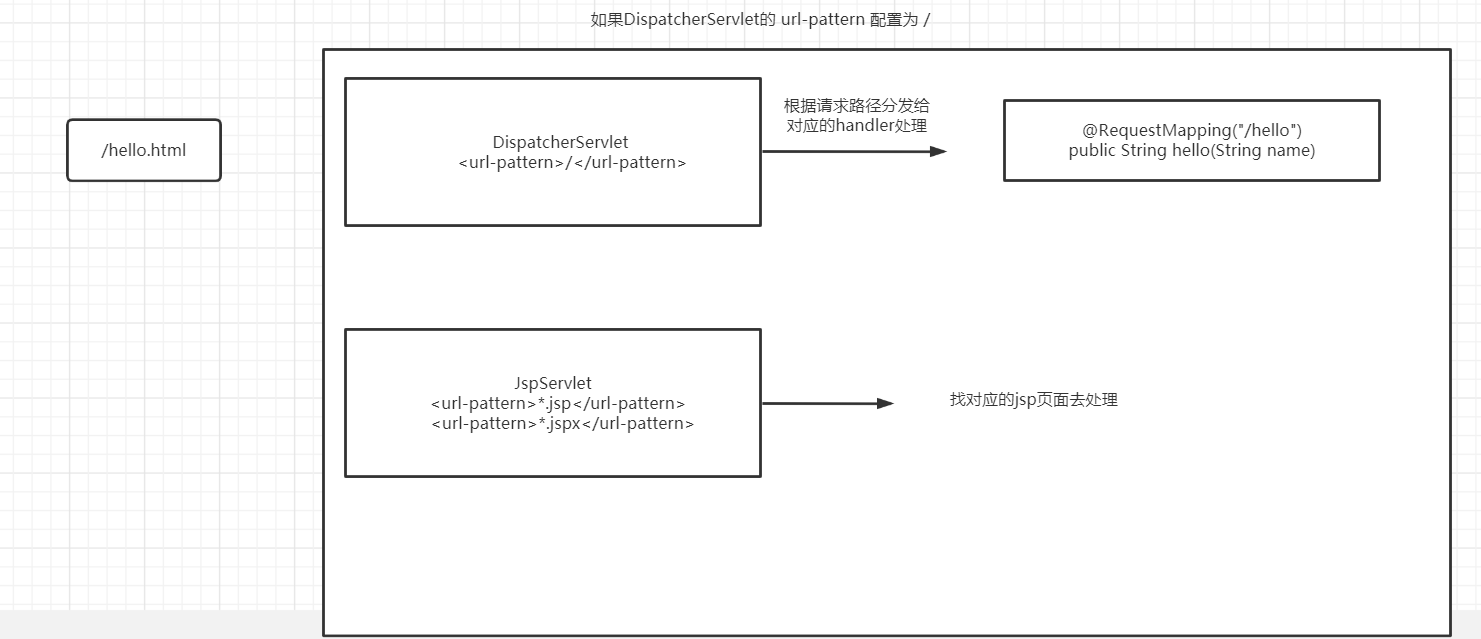 如果DispatcherServlet的 url-pattern 配置为 /
/hello.html
DispatcherServlet
<url-pattern>/</url-pattern>
根据请求路径分发给
对应的handler处理
@RequestMapping("/hello")
public String hello(String name)
JspServlet
<url-pattern>*.jsp</url-pattern>
<url-pattern>*.jspx</url-pattern>
找对应的jsp页面去处理